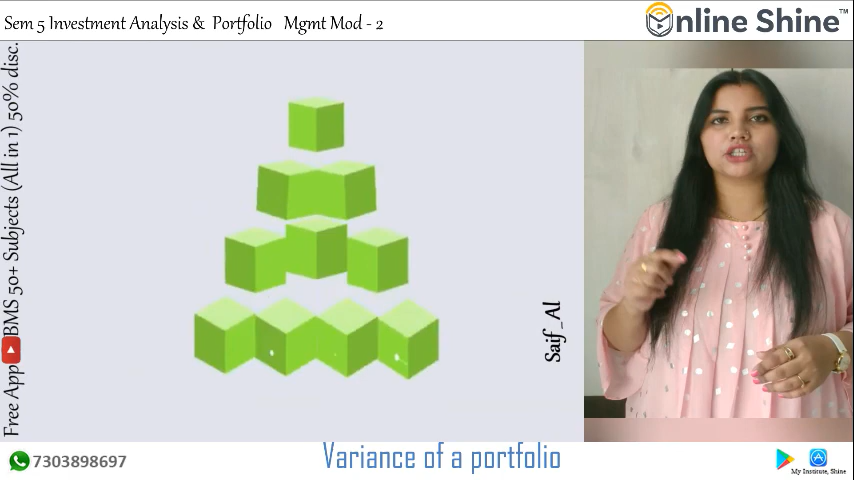 Sem 5 Investment Analysis & Portfolio Mgmt Mod - 2
Online Shine™
Free App BMS 50+ Subjects (All in 1) 50% disc.
Saif_Al
7303898697
Variance of a portfolio
My Institute, Shine